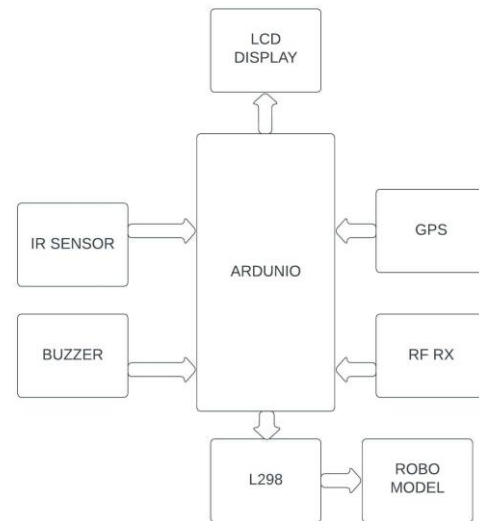 LCD
DISPLAY
IR SENSOR
GPS
ARDUNIO
BUZZER
RF RX
L298
ROBO
MODEL